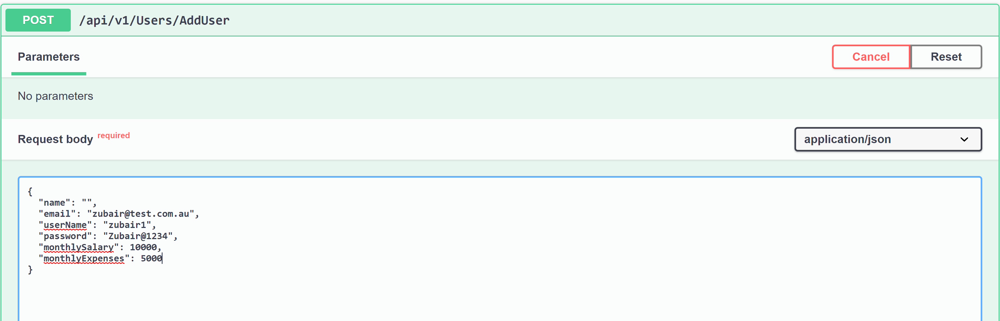 POST /api/v1/Users/AddUser
Parameters Cancel Reset
No parameters
Request body required application/json
{
  "name": "",
  "email": "zubair@test.com.au",
  "userName": "zubair1",
  "password": "Zubair@1234",
  "monthlySalary": 10000,
  "monthlyExpenses": 5000
}